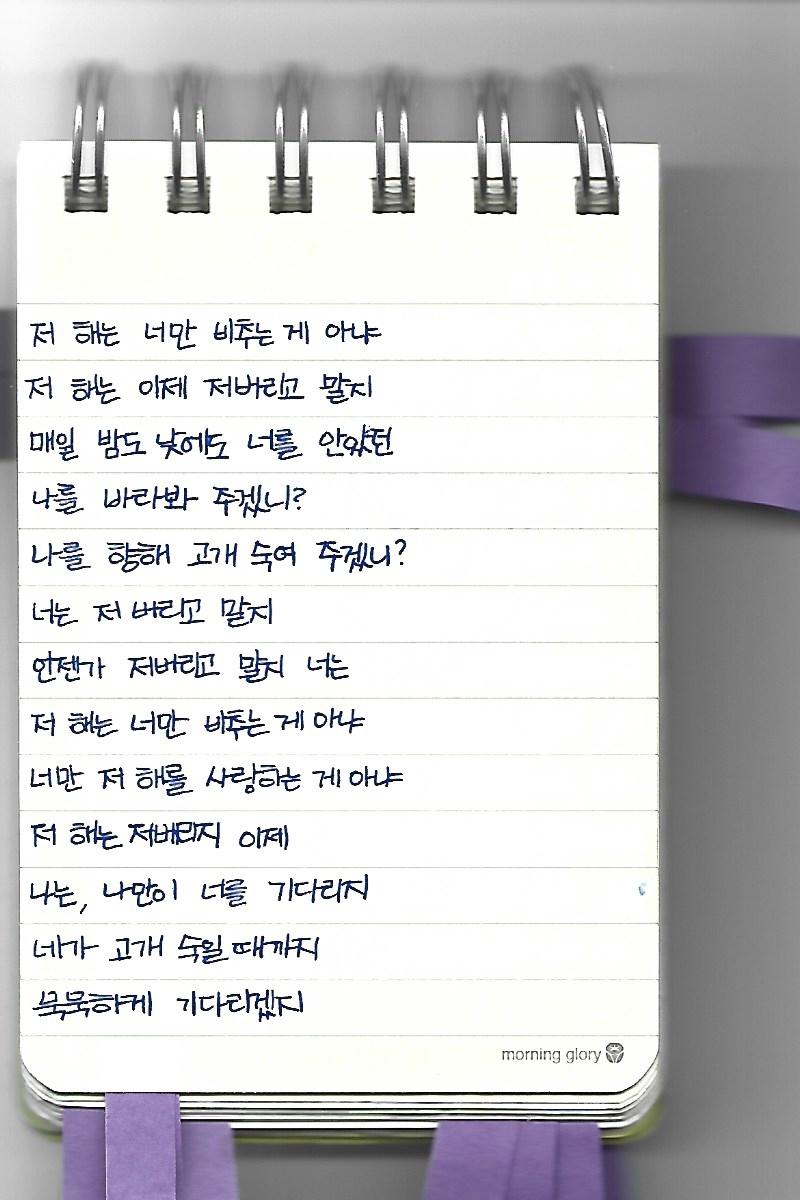 저 해는 너만 비추는 게 아냐
저 해는 이제 저버리고 말지
매일 밤도 낮에도 너를 안았던
나를 바라봐 주겠니?
나를 향해 고개 숙여 주겠니?
너는 저 버리고 말지
언젠가 저버리고 말지 너는
저 해는 너만 비추는 게 아냐
너만 저 해를 사랑하는 게 아냐
저 해는 저버리지 이제
나는, 나만이 너를 기다리지
네가 고개 숙일 때까지
묵묵하게 기다리겠지
morning glory